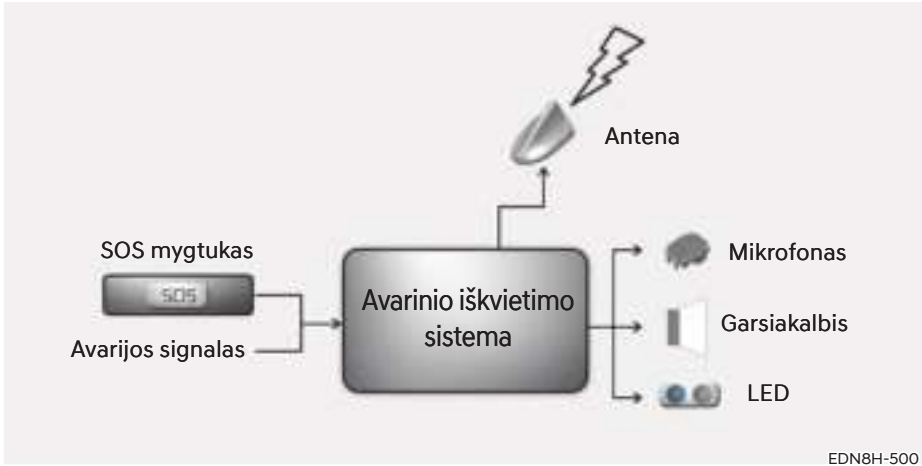 Antena
SOS mygtukas
SOS
Avarijos signalas
Avarinio iškvietimo
sistema
Mikrofonas
Garsiakalbis
LED
EDN8H-500